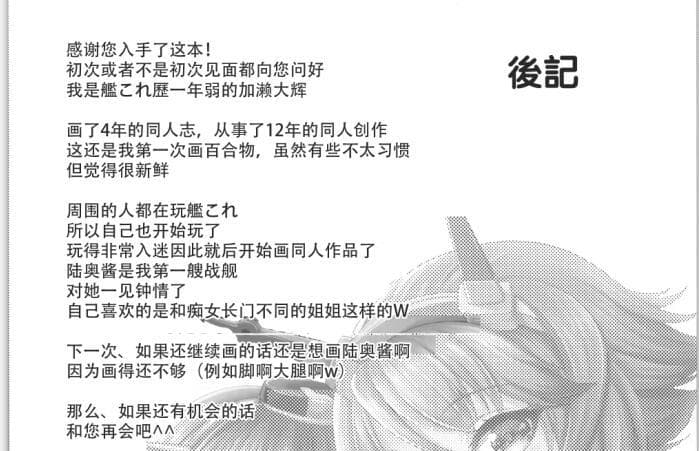 後記
感谢您入手了这本！
初次或者不是初次见面都向您问好
我是艦これ歴一年弱的加濑大辉
画了4年的同人志，从事了12年的同人创作
这还是我第一次画百合物，虽然有些不太习惯
但觉得很新鲜
周围的人都在玩艦これ
所以自己也开始玩了
玩得非常入迷因此就后开始画同人作品了
陆奥酱是我第一艘战舰
对她一见钟情了
自己喜欢的是和痴女长门不同的姐姐这样的W
下一次、如果还继续画的话还是想画陆奥酱啊
因为画得还不够（例如脚啊大腿啊w）
那么、如果还有机会的话
和您再会吧^^